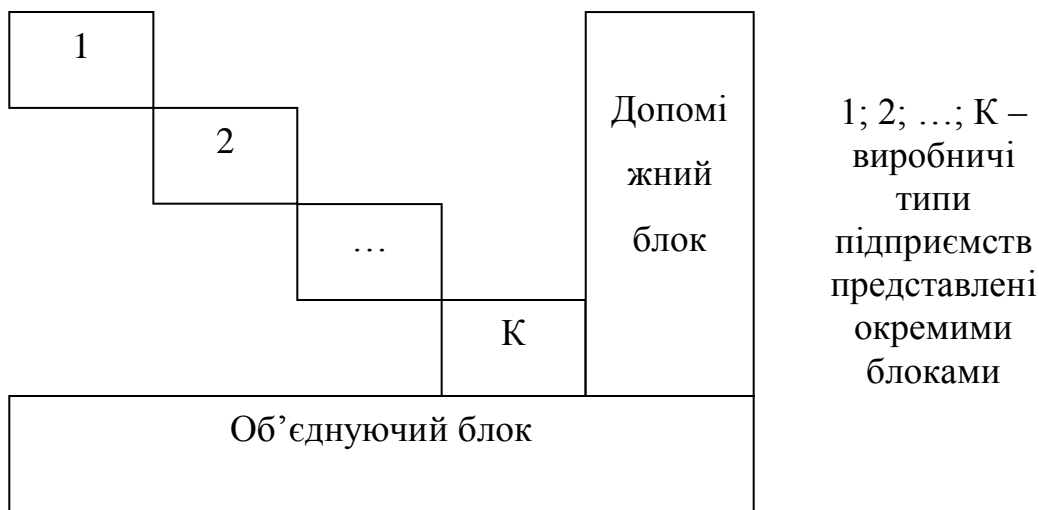 1
2
…
К
Допомі
жний
блок
Об’єднуючий блок
1; 2; …; К –
виробничі
типи
підприємств
представлені
окремими
блоками